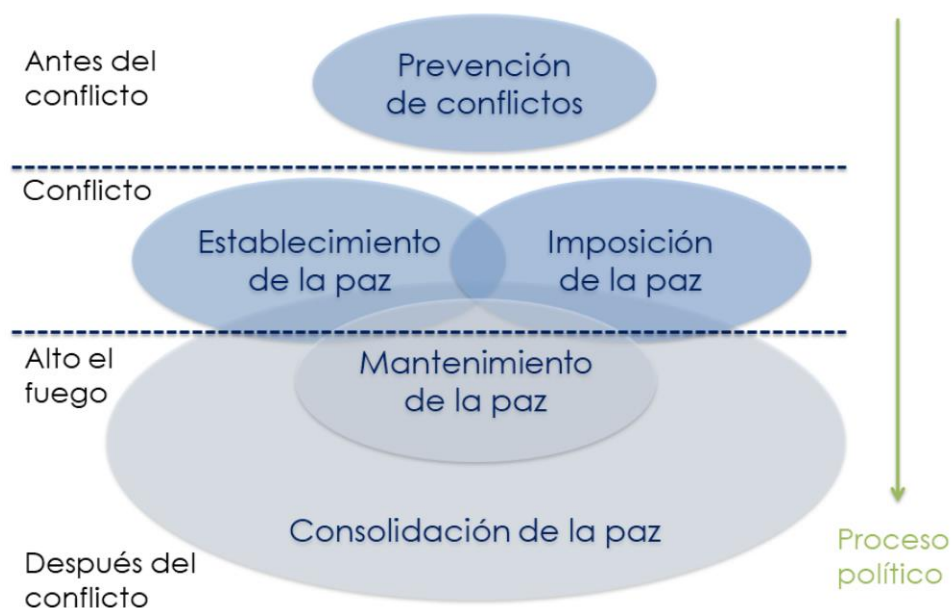 Antes del
conflicto
Prevención
de conflictos
Conflicto
Establecimiento
de la paz
Imposición
de la paz
Alto el
fuego
Mantenimiento
de la paz
Consolidación de la paz
Después del
conflicto
Proceso
político